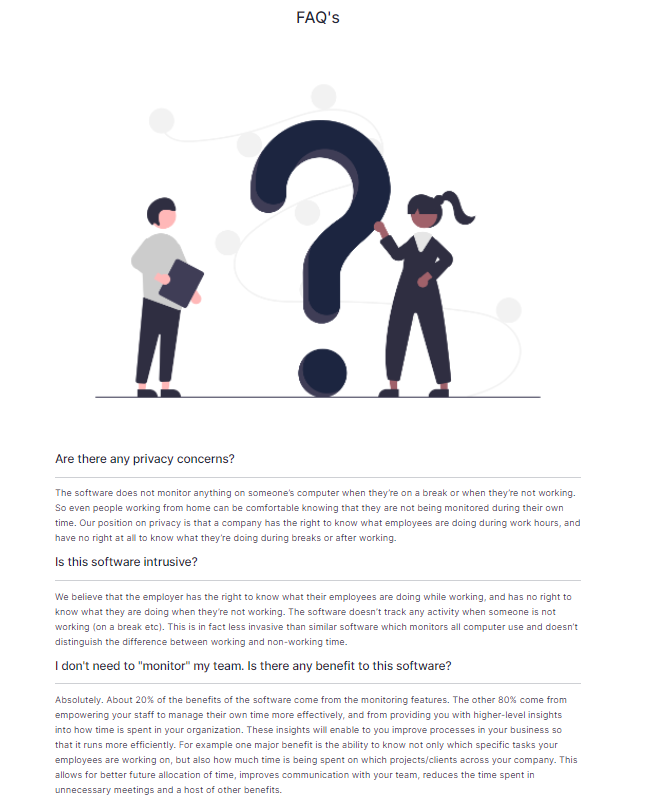 FAQ's
Are there any privacy concerns?
The software does not monitor anything on someone's computer when they're on a break or when they're not working.
So even people working from home can be comfortable knowing that they are not being monitored during their own
time. Our position on privacy is that a company has the right to know what employees are doing during work hours, and
have no right at all to know what they're doing during breaks or after working.
Is this software intrusive?
We believe that the employer has the right to know what their employees are doing while working, and has no right to
know what they are doing when they're not working. The software doesn't track any activity when someone is not
working (on a break etc). This is in fact less invasive than similar software which monitors all computer use and doesn't
distinguish the difference between working and non-working time.
I don't need to "monitor" my team. Is there any benefit to this software?
Absolutely. About 20% of the benefits of the software come from the monitoring features. The other 80% come from
empowering your staff to manage their own time more effectively, and from providing you with higher-level insights
into how time is spent in your organization. These insights will enable to you improve processes in your business so
that it runs more efficiently. For example one major benefit is the ability to know not only which specific tasks your
employees are working on, but also how much time is being spent on which projects/clients across your company. This
allows for better future allocation of time, improves communication with your team, reduces the time spent in
unnecessary meetings and a host of other benefits.